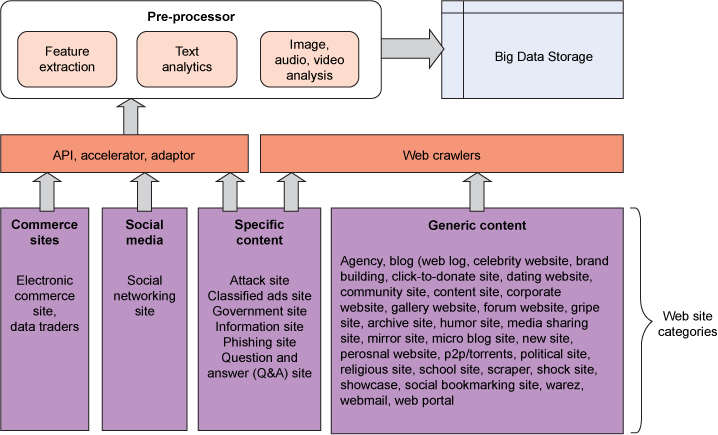 Pre-processor
Feature
extraction
Text
analytics
Image,
audio, video
analysis
Big Data Storage
API, accelerator, adaptor
Web crawlers
Commerce
sites
Electronic
commerce
site,
data traders
Social
media
Social
networking
site
Specific
content
Attack site
Classified ads site
Government site
Information site
Phishing site
Question and
answer (Q&A) site
Generic content
Agency, blog (web log, celebrity website, brand
building, click-to-donate site, dating website,
community site, content site, corporate
website, gallery website, forum website, gripe
site, archive site, humor site, media sharing
site, mirror site, micro blog site, new site,
perosnal website, p2p/torrents, political site,
religious site, school site, scraper, shock site,
showcase, social bookmarking site, warez,
webmail, web portal
Web site
categories